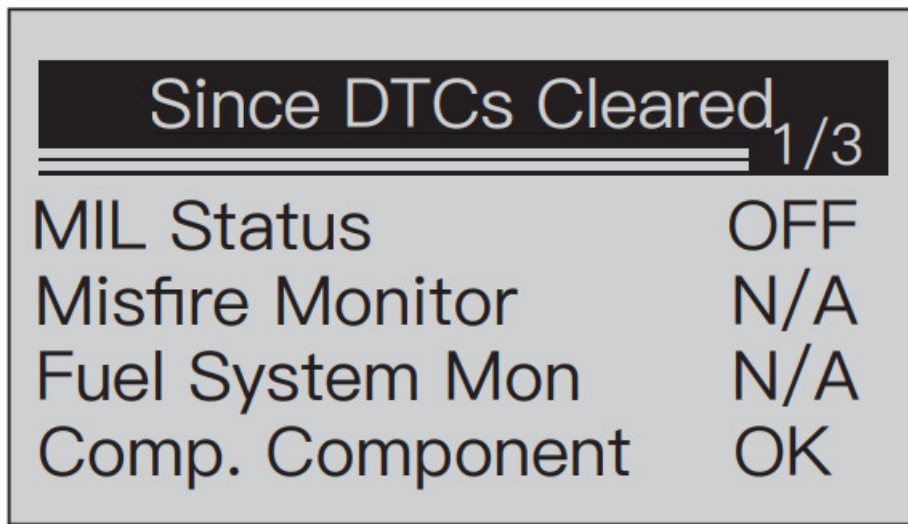 Since DTCs Cleared
1/3
MIL Status OFF
Misfire Monitor N/A
Fuel System Mon N/A
Comp. Component OK